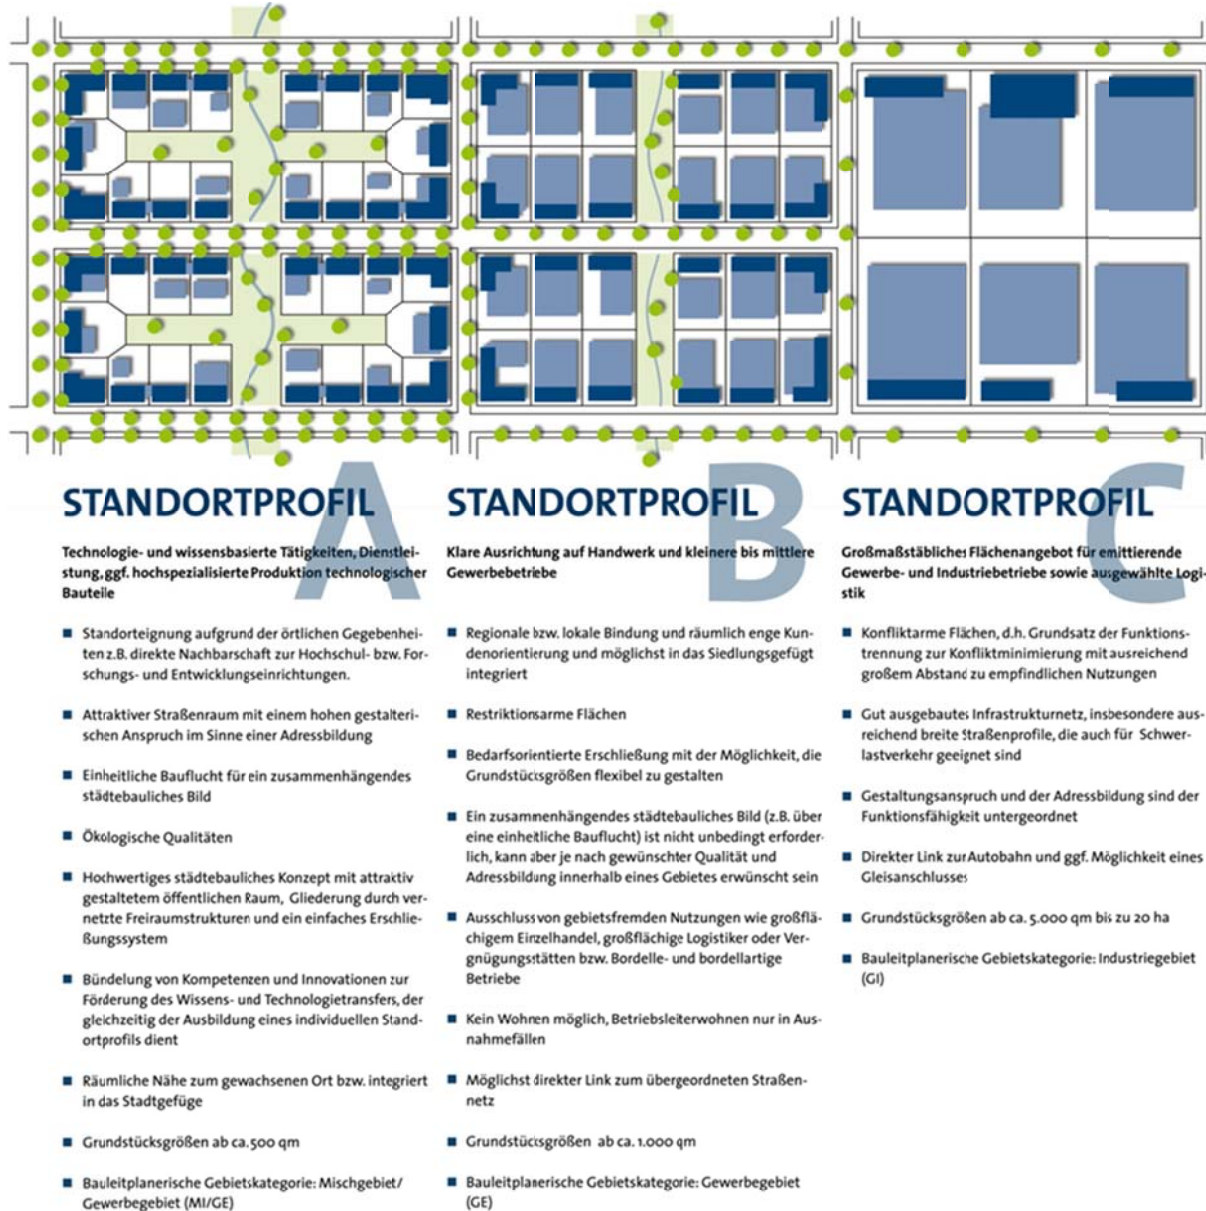 A
STANDORTPROFIL
Technologie- und wissensbasierte Tätigkeiten, Dienstlei-
stung, ggf. hochspezialisierte Produktion technologischer
Bauteile
■ Standorteignung aufgrund der örtlichen Gegebenhei-
ten z.B. direkte Nachbarschaft zur Hochschul- bzw. For-
schungs- und Entwicklungseinrichtungen.
■ Attraktiver Straßenraum mit einem hohen gestalteri-
schen Anspruch im Sinne einer Adressbildung
■ Einheitliche Bauflucht für ein zusammenhängendes
städtebauliches Bild
■ Ökologische Qualitäten
■ Hochwertiges städtebauliches Konzept mit attraktiv
gestaltetem öffentlichen Raum, Gliederung durch ver-
netzte Freiraumstrukturen und ein einfaches Erschlie-
ßungssystem
■ Bündelung von Kompetenzen und Innovationen zur
Förderung des Wissens- und Technologietransfers, der
gleichzeitig der Ausbildung eines individuellen Stand-
ortprofils dient
■ Räumliche Nähe zum gewachsenen Ort bzw. integriert
in das Stadtgefüge
■ Grundstücksgrößen ab ca. 500 qm
■ Bauleitplanerische Gebietskategorie: Mischgebiet/
Gewerbegebiet (MI/GE)
B
STANDORTPROFIL
Klare Ausrichtung auf Handwerk und kleinere bis mittlere
Gewerbebetriebe
■ Regionale bzw. lokale Bindung und räumlich enge Kun-
denorientierung und möglichst in das Siedlungsgefügt
integriert
■ Restriktionsarme Flächen
■ Bedarfsorientierte Erschließung mit der Möglichkeit, die
Grundstücksgrößen flexibel zu gestalten
■ Ein zusammenhängendes städtebauliches Bild (z.B. über
eine einheitliche Bauflucht) ist nicht unbedingt erforder-
lich, kann aber je nach gewünschter Qualität und
Adressbildung innerhalb eines Gebietes erwünscht sein
■ Ausschluss von gebietsfremden Nutzungen wie großflä-
chigem Einzelhandel, großflächige Logistiker oder Ver-
gnügungsstätten bzw. Bordelle- und bordellartige
Betriebe
■ Kein Wohnen möglich, Betriebsleiterwohnen nur in Aus-
nahmefällen
■ Möglichst direkter Link zum übergeordneten Straßen-
netz
■ Grundstücksgrößen ab ca. 1.000 qm
■ Bauleitplanerische Gebietskategorie: Gewerbegebiet
(GE)
C
STANDORTPROFIL
Großmaßstäbliches Flächenangebot für emittierende
Gewerbe- und Industriebetriebe sowie ausgewählte Logi-
stik
■ Konfliktarme Flächen, d.h. Grundsatz der Funktions-
trennung zur Konfliktminimierung mit ausreichend
großem Abstand zu empfindlichen Nutzungen
■ Gut ausgebautes Infrastrukturnetz, insbesondere aus-
reichend breite Straßenprofile, die auch für Schwer-
lastverkehr geeignet sind
■ Gestaltungsanspruch und der Adressbildung sind der
Funktionsfähigkeit untergeordnet
■ Direkter Link zur Autobahn und ggf. Möglichkeit eines
Gleisanschlusses
■ Grundstücksgrößen ab ca. 5.000 qm bis zu 20 ha
■ Bauleitplanerische Gebietskategorie: Industriegebiet
(GI)